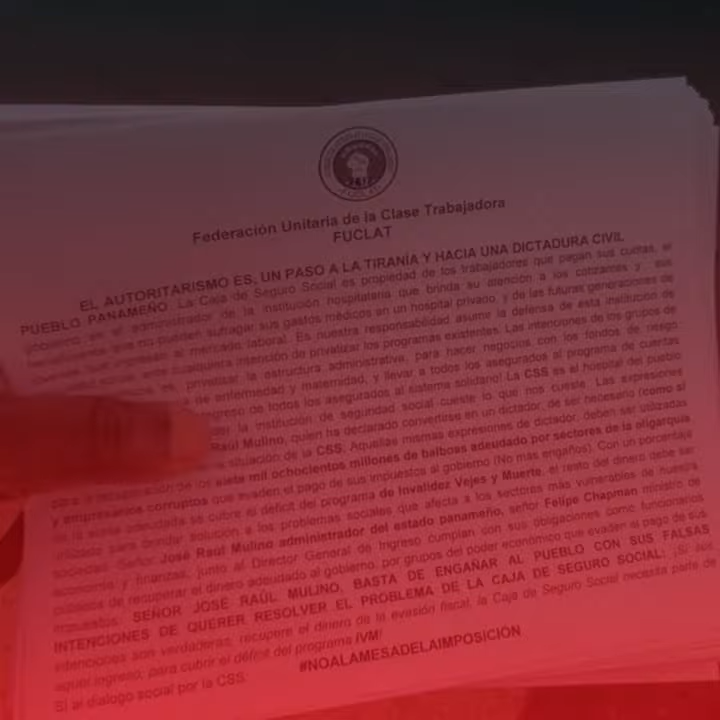 Federación Unitaria de la Clase Trabajadora
FUCLAT
EL AUTORITARISMO ES, UN PASO A LA TIRANÍA Y HACIA UNA DICTADURA CIVIL
PUEBLO PANAMEÑO: La Caja de Seguro Social es propiedad de los trabajadores que pagan sus cuotas, el
gobierno es el administrador de la institución hospitalaria que brinda su atención a los cotizantes y sus
que no pueden sufragar sus gastos médicos en un hospital privado, y de las futuras generaciones de
al mercado laboral. Es nuestra responsabilidad asume la defensa de esta institución de
ante cualquiera intención de privatizar los programas existentes. Las intenciones de los grupos de
privatizar la estructura administrativa, para hacer negocios con los fondos de riesgo
de enfermedad y maternidad, y llevar a todos los asegurados al programa de cuentas
de todos los asegurados al sistema solidario! La CSS es el hospital del pueblo
la institución de seguridad social cueste lo que nos cueste. Las expresiones
Raúl Mulino, quien ha declarado convertirse en un dictador, de ser necesario (como si
situación de la CSS. Aquellas mismas expresiones de dictador, deben ser utilizadas
para la recuperación de los siete mil ochocientos millones de balboas adeudado por sectores de la oligarquía
y empresarios corruptos que evaden el pago de sus impuestos al gobierno (No mas engaños). Con un porcentaje
de la suma adeudada se cubre el déficit del programa de Invalidez Vejes y Muerte, el resto del dinero debe ser
utilizado para brindar solución a los problemas sociales que afecta a los sectores más vulnerables de nuestra
sociedad. Señor José Raúl Mulino administrador del estado panameño, señor Felipe Chapman ministro de
economía y finanzas, junto al Director General de Ingreso cumplan con sus obligaciones como funcionarios
públicos de recuperar el dinero adeudado al gobierno, por grupos del poder económico que evaden el pago de sus
impuestos. SEÑOR JOSÉ RAÚL MULINO, BASTA DE ENGAÑAR AL PUEBLO CON SUS FALSAS
INTENCIONES DE QUERER RESOLVER EL PROBLEMA DE LA CAJA DE SEGURO SOCIAL: ¡Si sus
intenciones son verdaderas, recupere el dinero de la evasión fiscal, la Caja de Seguro Social necesita parte de
aquel ingreso, para cubrir el déficit del programa IVM!
Sí al dialogo social por la CSS.
#NOALAMESADELAIMPOSICIÓN